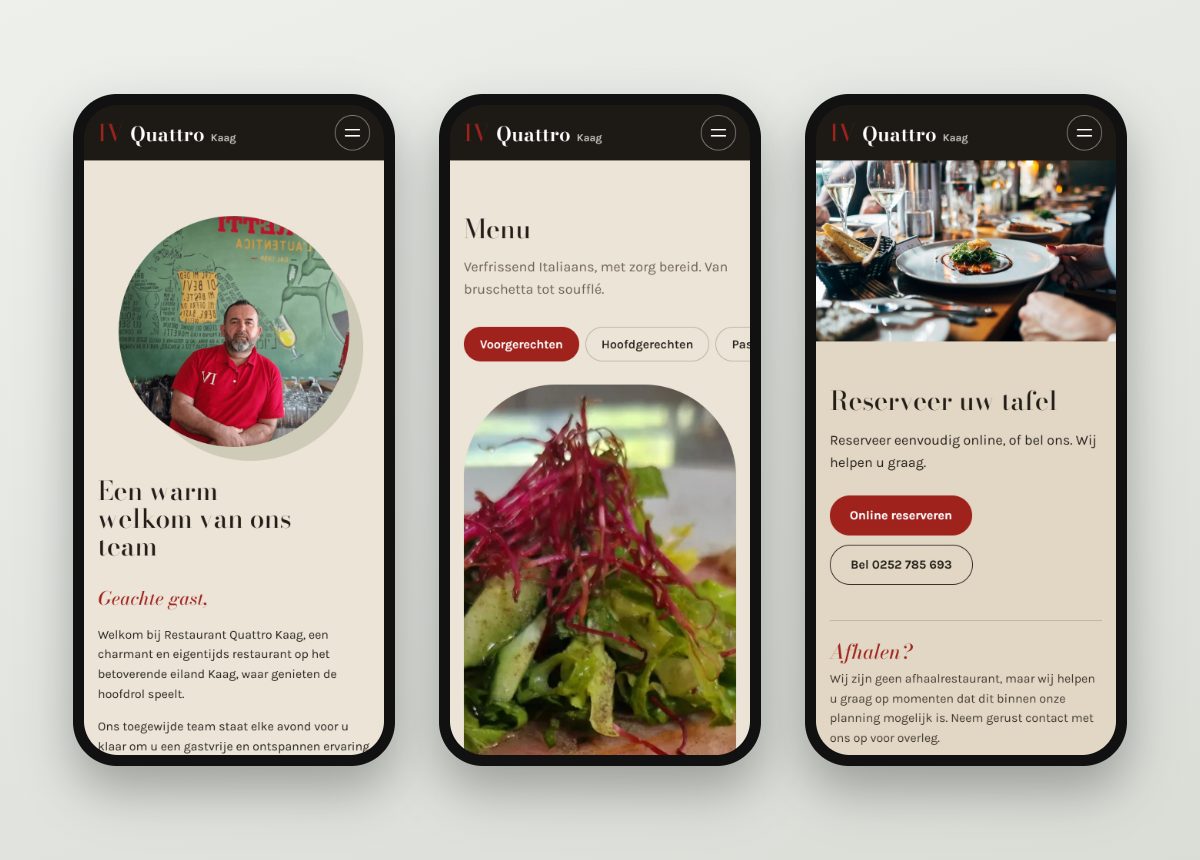 IV Quattro Kaag
L'AUTENTICA
VI
Een warm
welkom van ons
team
Geachte gast,
Welkom bij Restaurant Quattro Kaag, een
charmant en eigentijds restaurant op het
betoverende eiland Kaag, waar genieten de
hoofdrol speelt.
Ons toegewijde team staat elke avond voor u
klaar om u een gastvrije en ontspannen ervaring
IV Quattro Kaag
Menu
Verfrissend Italiaans, met zorg bereid. Van
bruschetta tot soufflé.
Voorgerechten Hoofdgerechten Pas
IV Quattro Kaag
Reserveer uw tafel
Reserveer eenvoudig online, of bel ons. Wij
helpen u graag.
Online reserveren
Bel 0252 785 693
Afhalen?
Wij zijn geen afhaalrestaurant, maar wij helpen
u graag op momenten dat dit binnen onze
planning mogelijk is. Neem gerust contact met
ons op voor overleg.